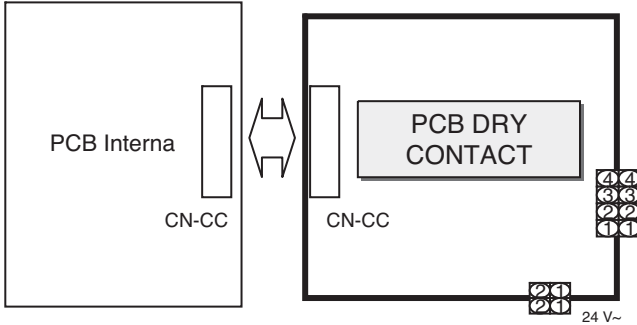 PCB Interna
CN-CC
PCB DRY
CONTACT
CN-CC
4 4
3 3
2 2
1 1
2 1
2 1
24 V~